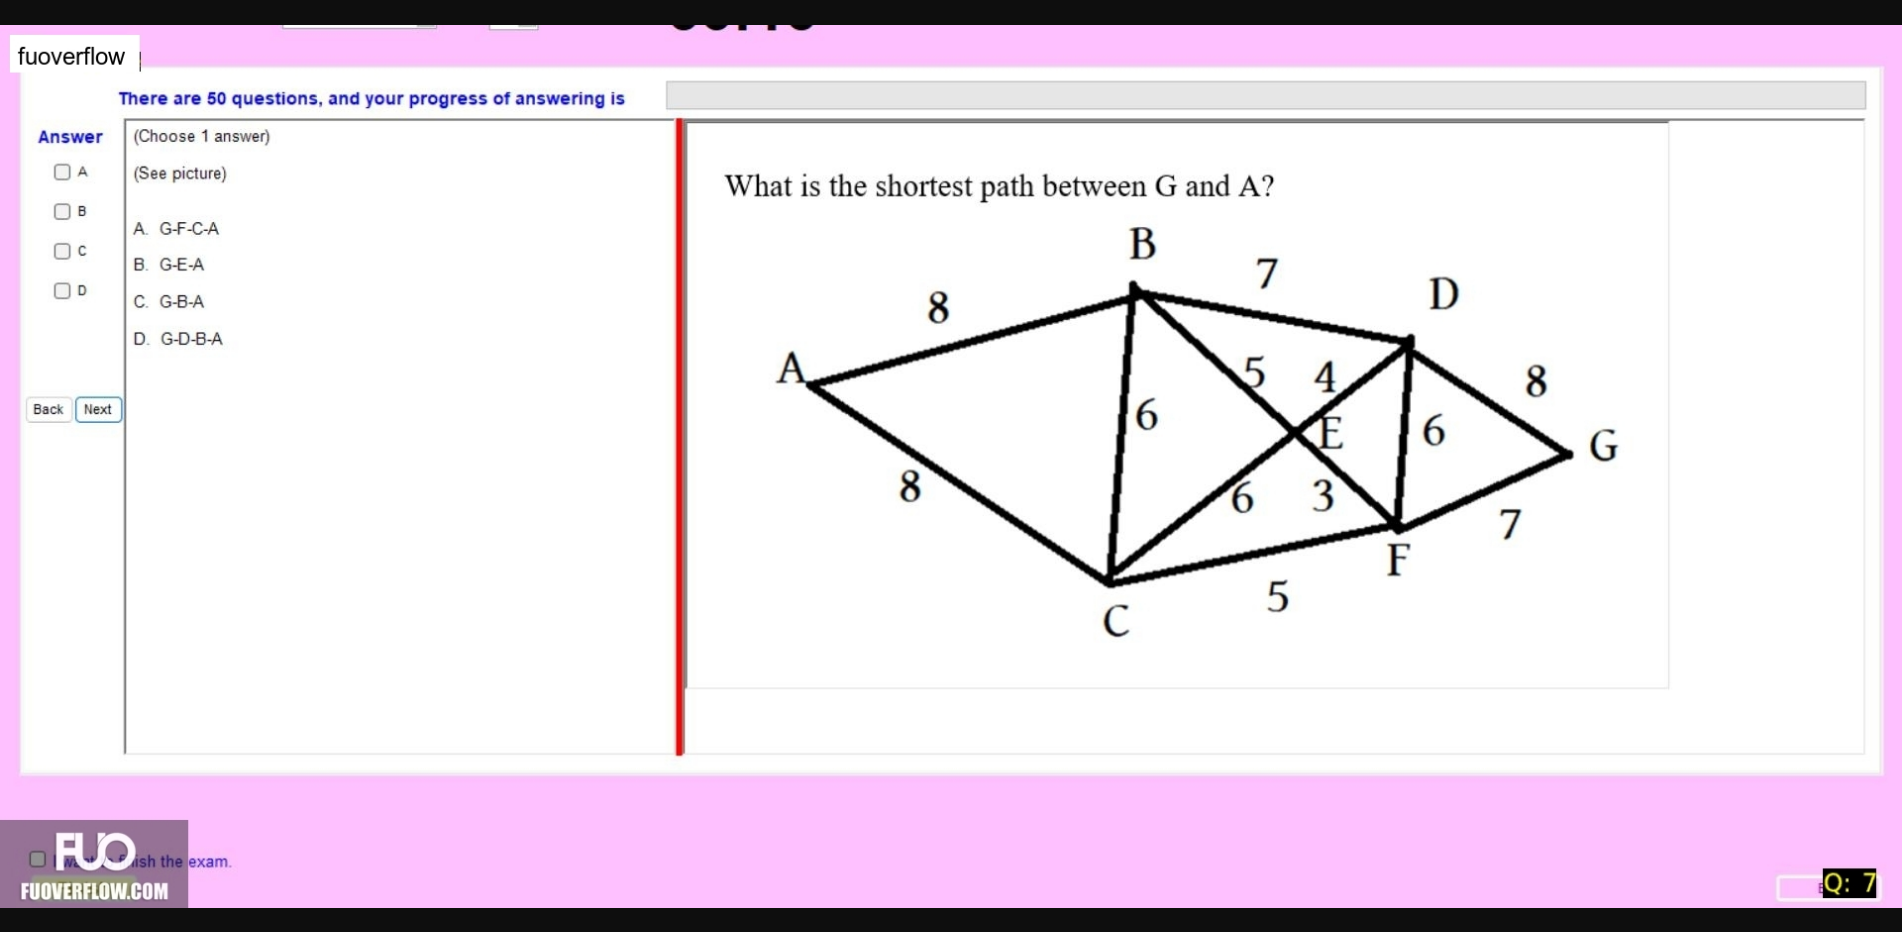 fuoverflow
There are 50 questions, and your progress of answering is
Answer
(Choose 1 answer)
A
(See picture)
B
C
D
A. G-F-C-A
B. G-E-A
C. G-B-A
D. G-D-B-A
Back Next
What is the shortest path between G and A?
B
7
D
8
A
5
4
8
6
E
6
G
8
6
3
7
F
5
C
FUO
finish the exam.
FUOVERFLOW.COM
Q: 7